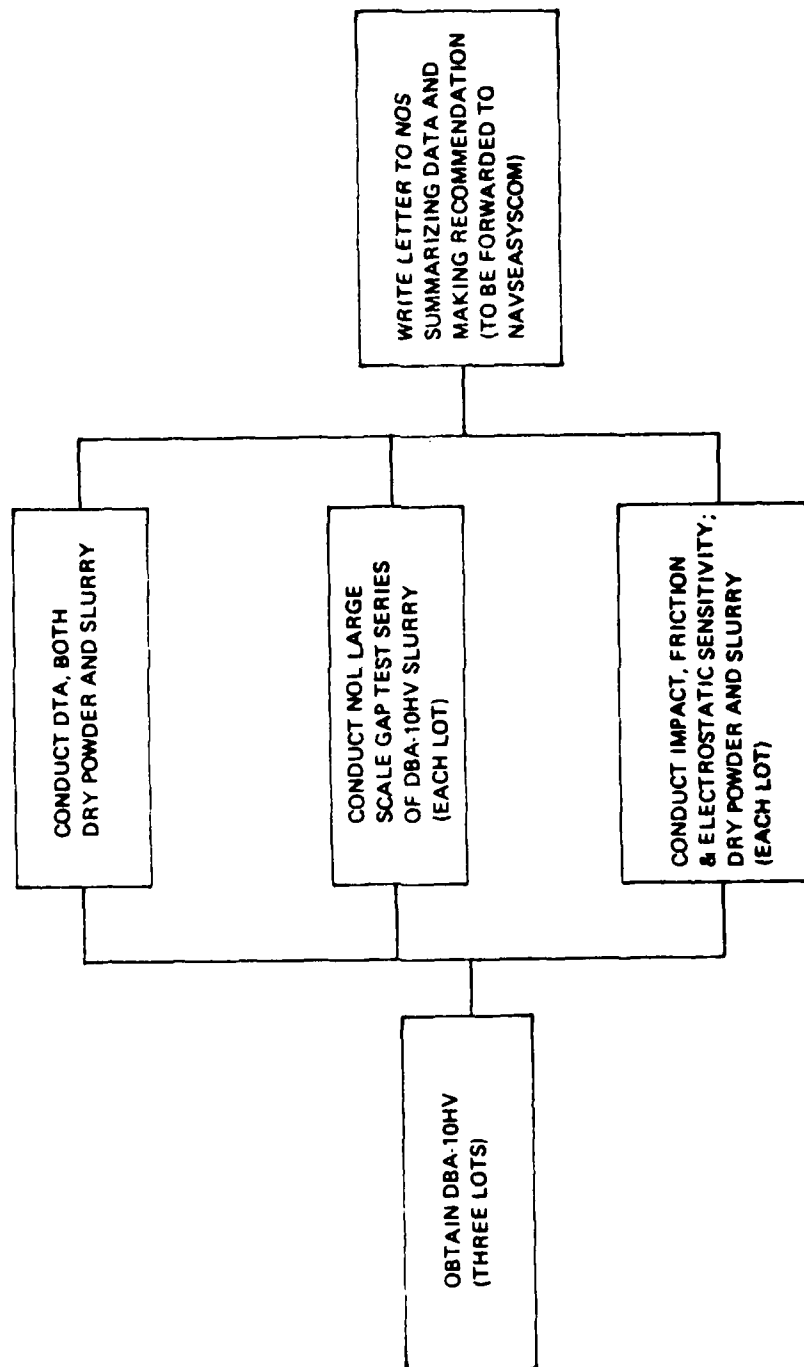 OBTAIN DBA-10HV
(THREE LOTS)
CONDUCT DTA, BOTH
DRY POWDER AND SLURRY
CONDUCT NOL LARGE
SCALE GAP TEST SERIES
OF DBA-10HV SLURRY
(EACH LOT)
CONDUCT IMPACT, FRICTION
& ELECTROSTATIC SENSITIVITY;
DRY POWDER AND SLURRY
(EACH LOT)
WRITE LETTER TO NOS
SUMMARIZING DATA AND
MAKING RECOMMENDATION
(TO BE FORWARDED TO
NAVSEASYSCOM)